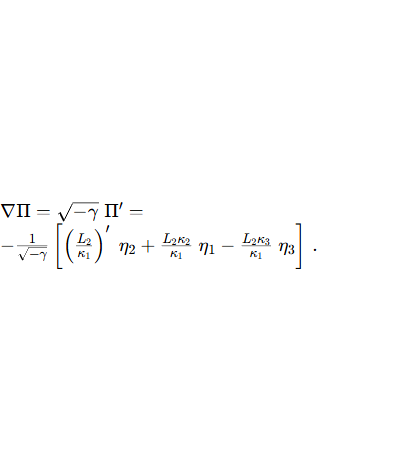 ∇Π = √−γ Π′ =
−1/√−γ [(L₂/κ₁)′ η₂ + L₂κ₂/κ₁ η₁ − L₂κ₃/κ₁ η₃] .